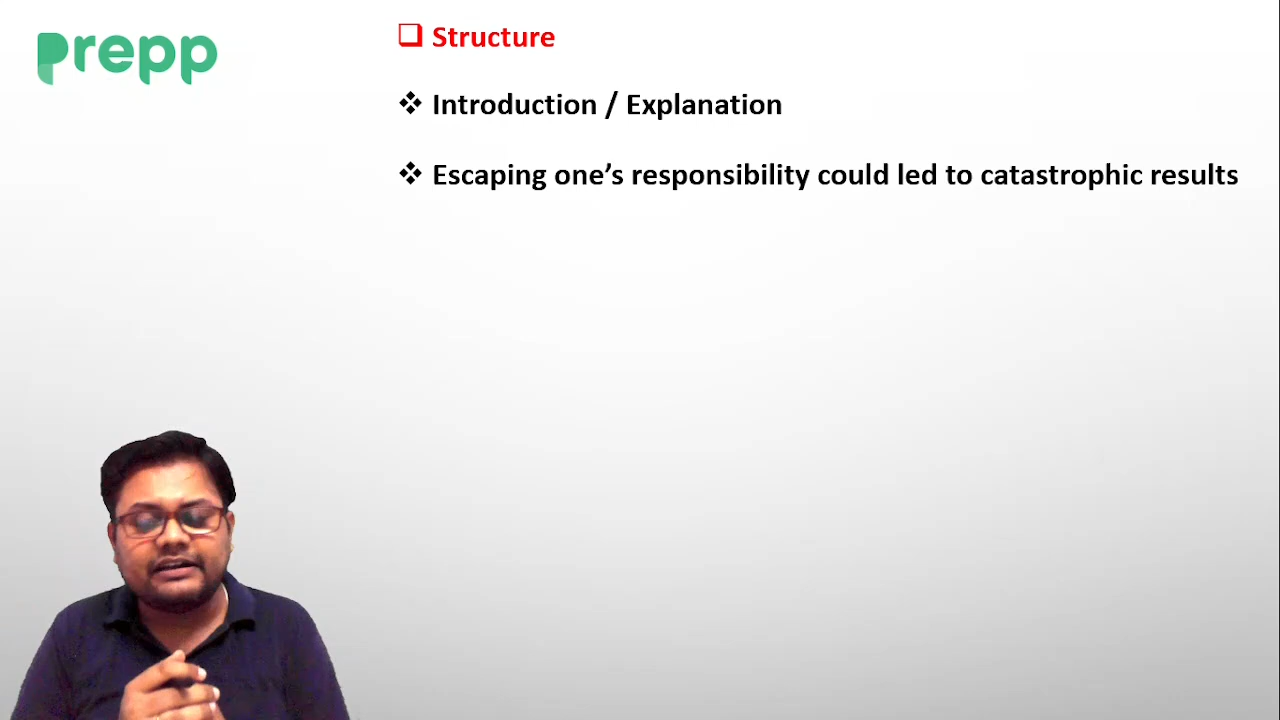 prepp
Structure
Introduction / Explanation
Escaping one’s responsibility could led to catastrophic results